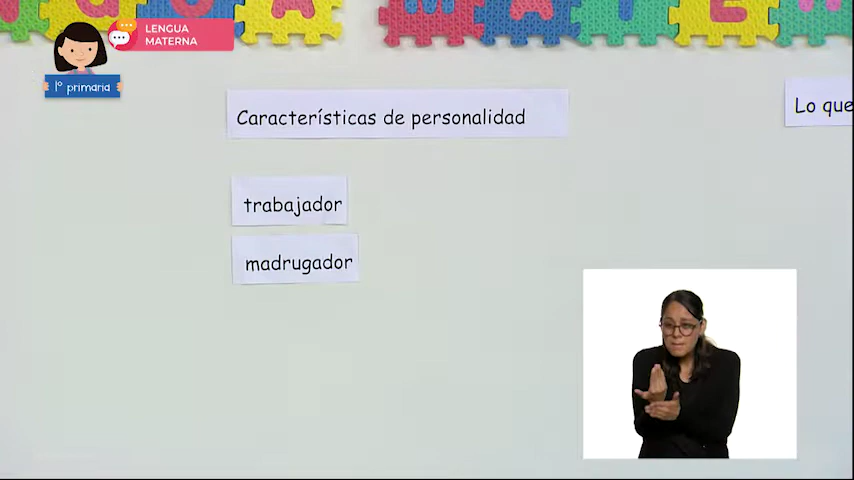 LENGUA
MATERNA
1° primaria
Características de personalidad
Lo que
trabajador
madrugador